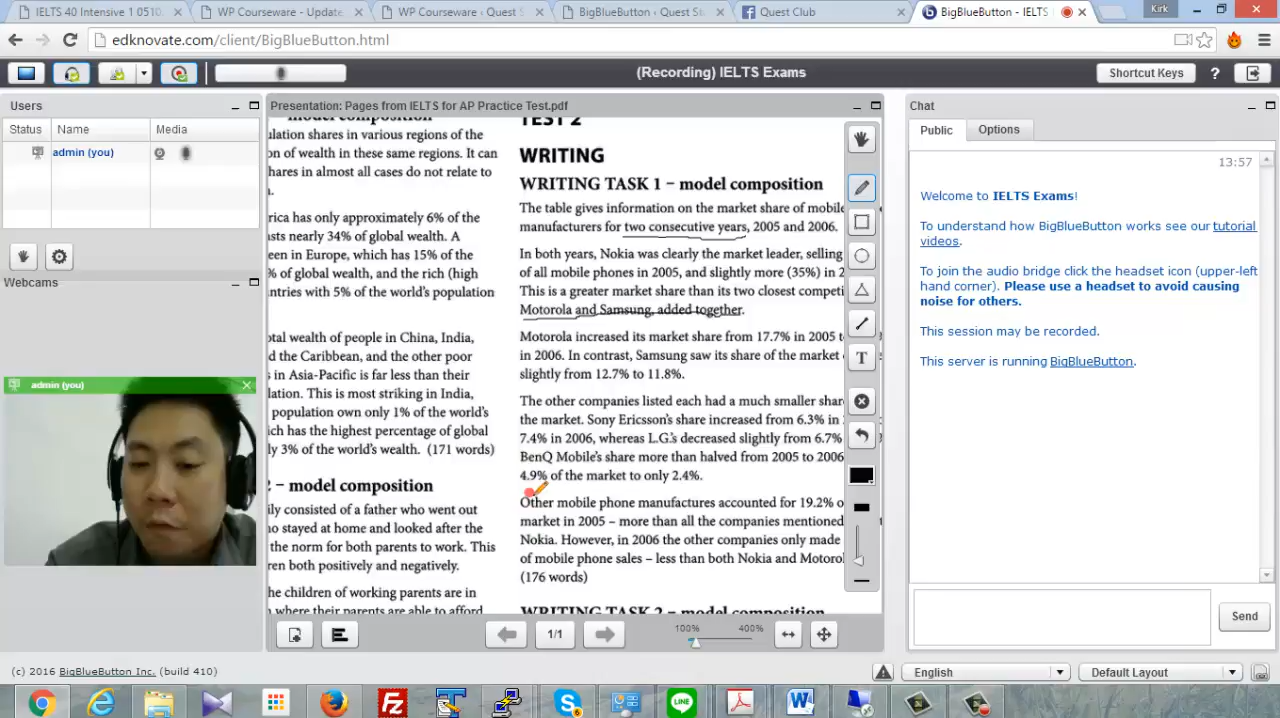 IELTS 40 Intensive 1 0510
WP Courseware - Update
WP Courseware ‹ Quest S
BigBlueButton ‹ Quest St
Quest Club
BigBlueButton - IELTS
Kirk
edknovate.com/client/BigBlueButton.html
(Recording) IELTS Exams
Shortcut Keys
?
Users
Status Name Media
admin (you)
Webcams
admin (you)
Presentation: Pages from IELTS for AP Practice Test.pdf
model composition
ulation shares in various regions of the
on of wealth in these same regions. It can
hares in almost all cases do not relate to
rica has only approximately 6% of the
asts nearly 34% of global wealth. A
een in Europe, which has 15% of the
% of global wealth, and the rich (high
ntries with 5% of the world's population
otal wealth of people in China, India,
d the Caribbean, and the other poor
s in Asia-Pacific is far less than their
lation. This is most striking in India,
population own only 1% of the world's
ich has the highest percentage of global
ly 3% of the world's wealth. (171 words)
2 – model composition
ily consisted of a father who went out
ho stayed at home and looked after the
the norm for both parents to work. This
ren both positively and negatively.
he children of working parents are in
where their parents are able to afford
TEST 2
WRITING
WRITING TASK 1 – model composition
The table gives information on the market share of mobile
manufacturers for two consecutive years, 2005 and 2006.
In both years, Nokia was clearly the market leader, selling
of all mobile phones in 2005, and slightly more (35%) in 2
This is a greater market share than its two closest competi
Motorola and Samsung, added together.
Motorola increased its market share from 17.7% in 2005 t
in 2006. In contrast, Samsung saw its share of the market
slightly from 12.7% to 11.8%.
The other companies listed each had a much smaller share
the market. Sony Ericsson's share increased from 6.3% in
7.4% in 2006, whereas L.G.'s decreased slightly from 6.7%
BenQ Mobile's share more than halved from 2005 to 2006
4.9% of the market to only 2.4%.
Other mobile phone manufactures accounted for 19.2% o
market in 2005 – more than all the companies mentioned
Nokia. However, in 2006 the other companies only made
of mobile phone sales – less than both Nokia and Motorol
(176 words)
WRITING TASK 2 – model composition
T
1/1
100%
400%
Chat
Public Options
13:57
Welcome to IELTS Exams!
To understand how BigBlueButton works see our tutorial
videos.
To join the audio bridge click the headset icon (upper-left
hand corner). Please use a headset to avoid causing
noise for others.
This session may be recorded.
This server is running BigBlueButton.
Send
(c) 2016 BigBlueButton Inc. (build 410)
English
Default Layout